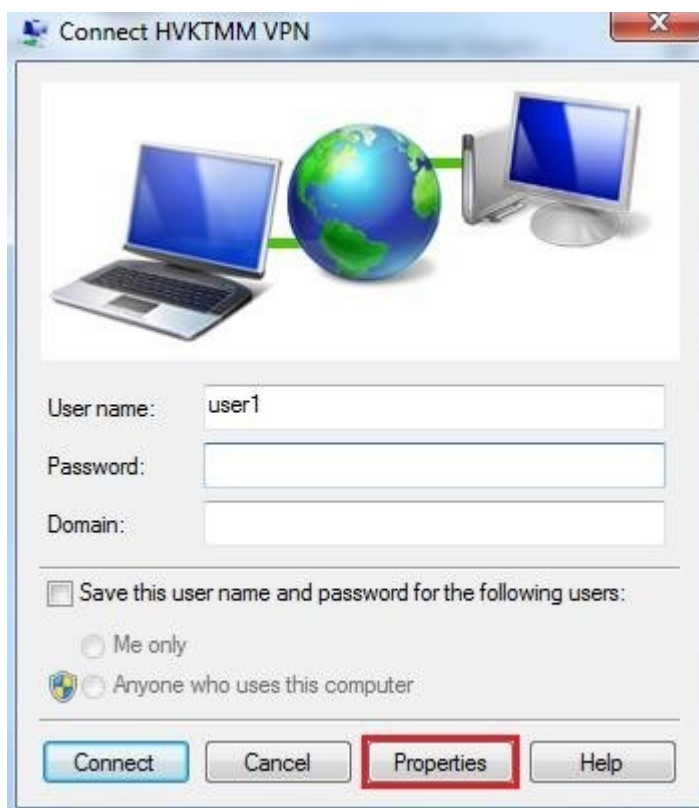 Connect HVKTMM VPN
User name:
user1
Password:
Domain:
Save this user name and password for the following users:
Me only
Anyone who uses this computer
Connect
Cancel
Properties
Help